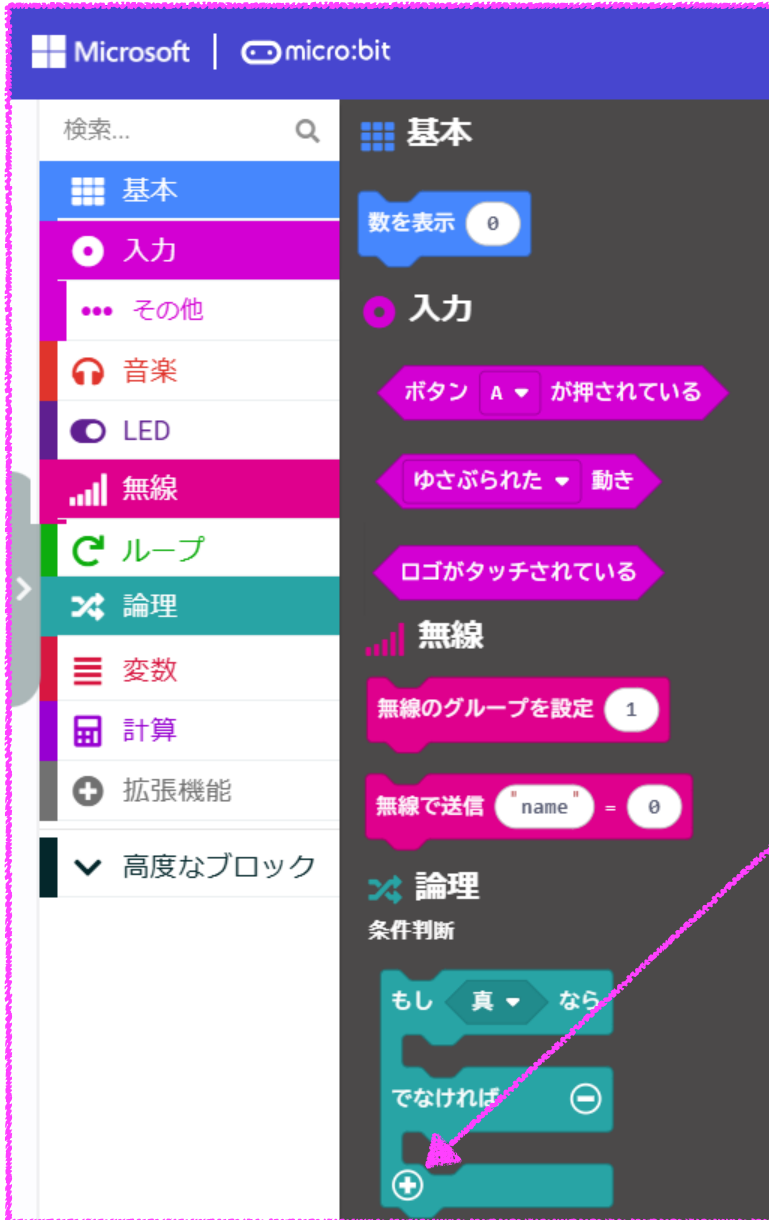 Microsoft | micro:bit
検索...
基本
入力
その他
音楽
LED
無線
ループ
論理
変数
計算
拡張機能
高度なブロック
基本
数を表示 0
入力
ボタン A が押されている
ゆさぶられた 動き
ロゴがタッチされている
無線
無線のグループを設定 1
無線で送信 "name" = 0
論理
条件判断
もし 真 なら
でなければ